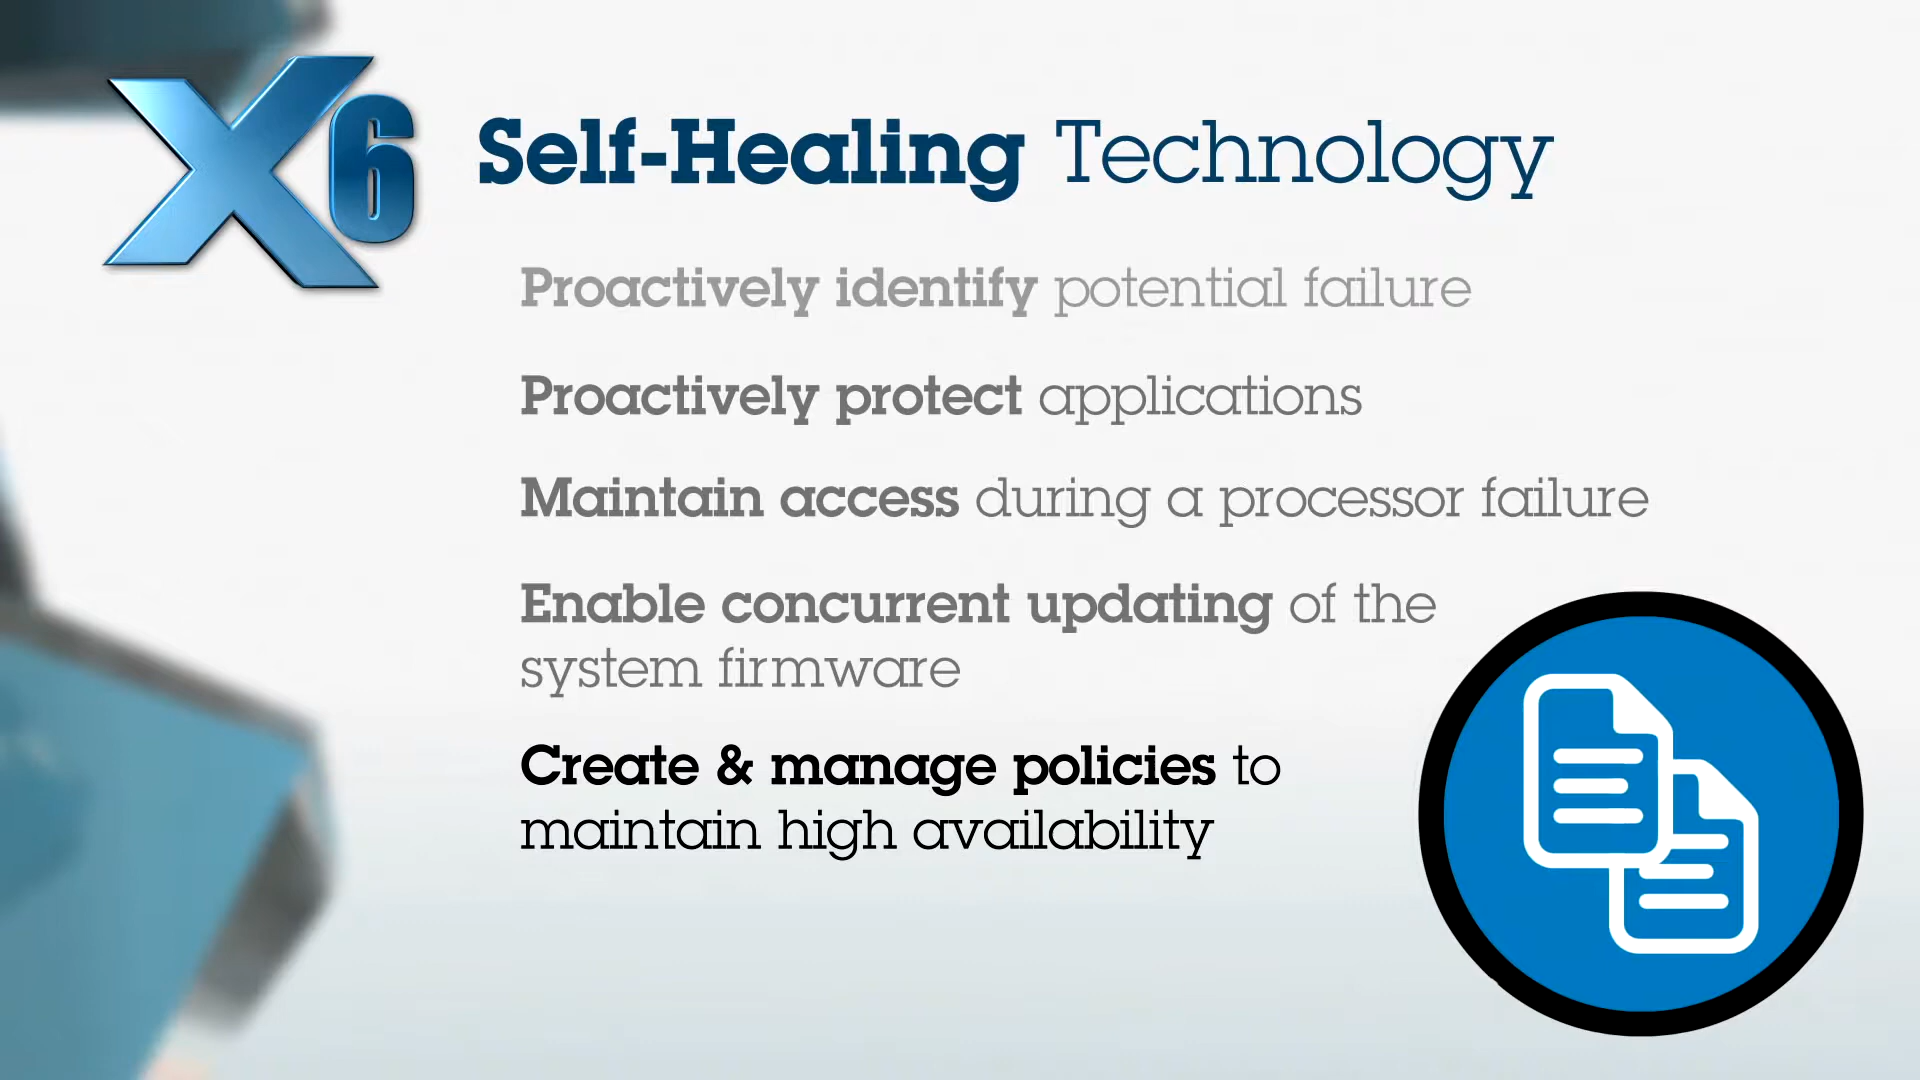 X6
Self-Healing Technology
Proactively identify potential failure
Proactively protect applications
Maintain access during a processor failure
Enable concurrent updating of the
system firmware
Create & manage policies to
maintain high availability